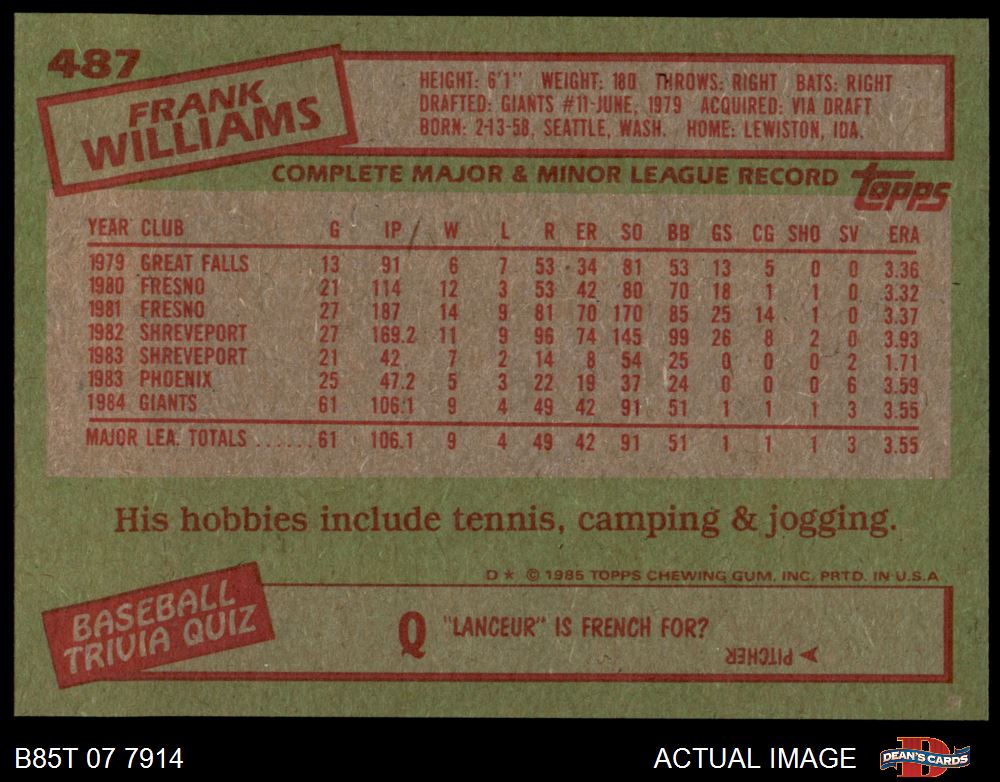 487
FRANK
WILLIAMS
HEIGHT: 6'1" WEIGHT: 180 THROWS: RIGHT BATS: RIGHT
DRAFTED: GIANTS #11-JUNE, 1979 ACQUIRED: VIA DRAFT
BORN: 2-13-58, SEATTLE, WASH. HOME: LEWISTON, IDA.
COMPLETE MAJOR & MINOR LEAGUE RECORD topps
YEAR CLUB G IP W L R ER SO BB GS CG SHO SV ERA
1979 GREAT FALLS 13 91 6 7 53 34 81 53 13 5 0 0 3.36
1980 FRESNO 21 114 12 3 53 42 80 70 18 1 1 0 3.32
1981 FRESNO 27 187 14 9 81 70 170 85 25 14 1 0 3.37
1982 SHREVEPORT 27 169.2 11 9 96 74 145 99 26 8 2 0 3.93
1983 SHREVEPORT 21 42 7 2 14 8 54 25 0 0 0 2 1.71
1983 PHOENIX 25 47.2 5 3 22 19 37 24 0 0 0 6 3.59
1984 GIANTS 61 106.1 9 4 49 42 91 51 1 1 1 3 3.55
MAJOR LEA. TOTALS ......61 106.1 9 4 49 42 91 51 1 1 1 3 3.55
His hobbies include tennis, camping & jogging.
D* © 1985 TOPPS CHEWING GUM, INC. PRTD. IN U.S.A.
BASEBALL
TRIVIA QUIZ
Q "LANCEUR" IS FRENCH FOR?
PITCHER
B85T 07 7914 ACTUAL IMAGE DEAN'S CARDS